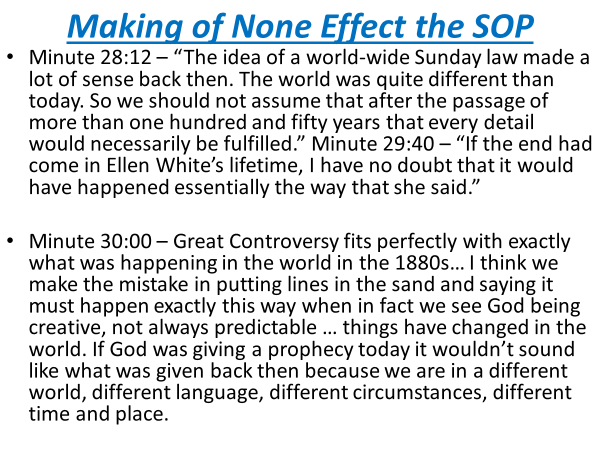 Making of None Effect the SOP
• Minute 28:12 – “The idea of a world-wide Sunday law made a
lot of sense back then. The world was quite different than
today. So we should not assume that after the passage of
more than one hundred and fifty years that every detail
would necessarily be fulfilled.” Minute 29:40 – “If the end had
come in Ellen White’s lifetime, I have no doubt that it would
have happened essentially the way that she said.”
• Minute 30:00 – Great Controversy fits perfectly with exactly
what was happening in the world in the 1880s… I think we
make the mistake in putting lines in the sand and saying it
must happen exactly this way when in fact we see God being
creative, not always predictable … things have changed in the
world. If God was giving a prophecy today it wouldn’t sound
like what was given back then because we are in a different
world, different language, different circumstances, different
time and place.